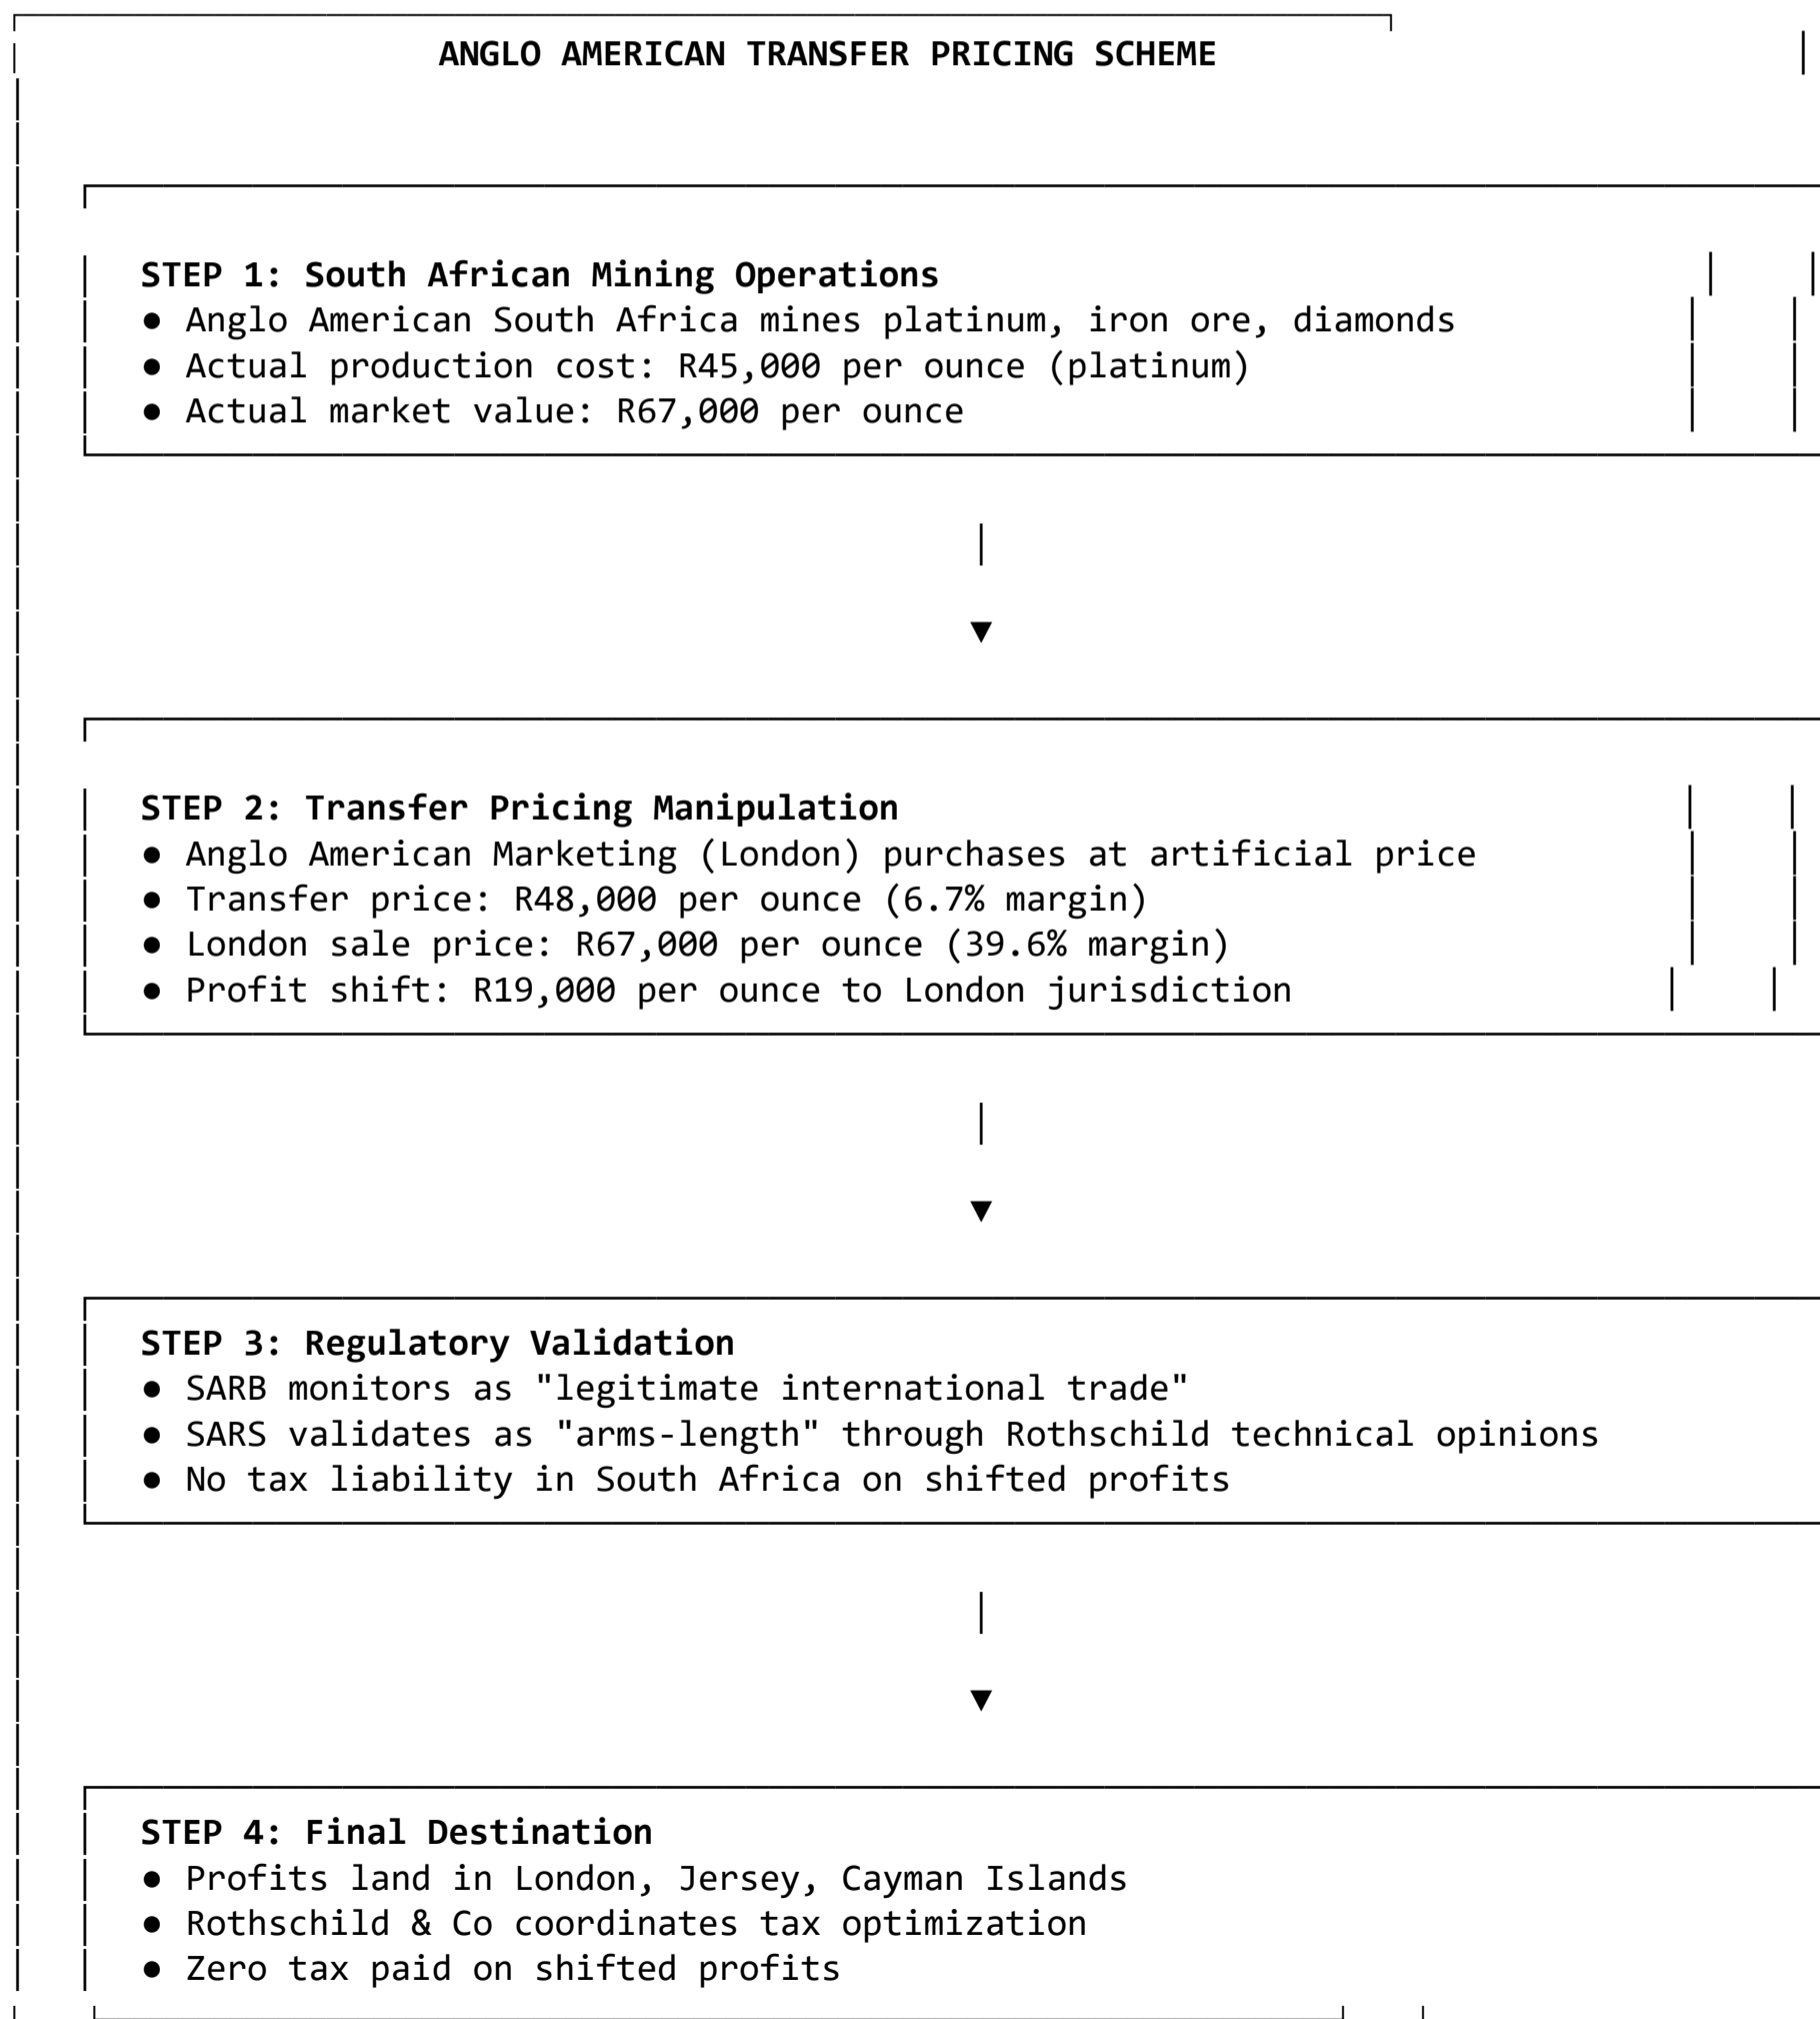 ANGLO AMERICAN TRANSFER PRICING SCHEME
STEP 1: South African Mining Operations
● Anglo American South Africa mines platinum, iron ore, diamonds
● Actual production cost: R45,000 per ounce (platinum)
● Actual market value: R67,000 per ounce
STEP 2: Transfer Pricing Manipulation
● Anglo American Marketing (London) purchases at artificial price
● Transfer price: R48,000 per ounce (6.7% margin)
● London sale price: R67,000 per ounce (39.6% margin)
● Profit shift: R19,000 per ounce to London jurisdiction
STEP 3: Regulatory Validation
● SARB monitors as "legitimate international trade"
● SARS validates as "arms-length" through Rothschild technical opinions
● No tax liability in South Africa on shifted profits
STEP 4: Final Destination
● Profits land in London, Jersey, Cayman Islands
● Rothschild & Co coordinates tax optimization
● Zero tax paid on shifted profits